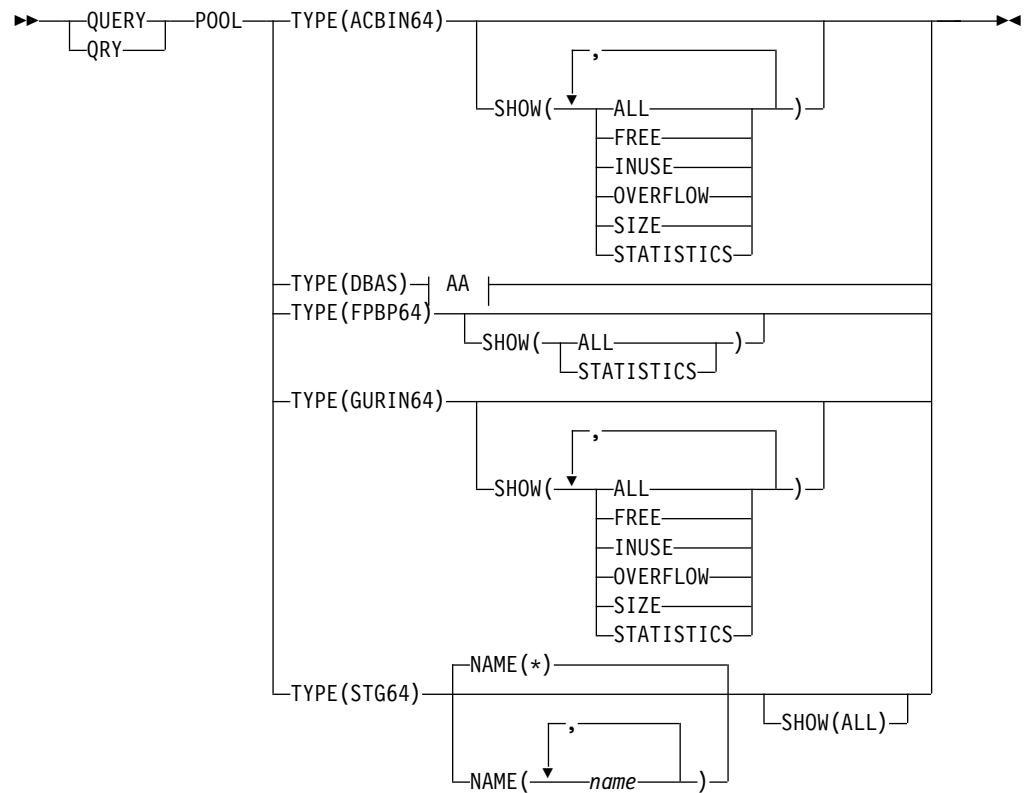 QUERY POOL TYPE(ACBIN64)
QRY
,
SHOW( ALL )
FREE
INUSE
OVERFLOW
SIZE
STATISTICS
TYPE(DBAS) AA
TYPE(FPBP64)
SHOW( ALL )
STATISTICS
TYPE(GURIN64)
,
SHOW( ALL )
FREE
INUSE
OVERFLOW
SIZE
STATISTICS
NAME(*)
TYPE(STG64)
SHOW(ALL)
,
NAME( name )